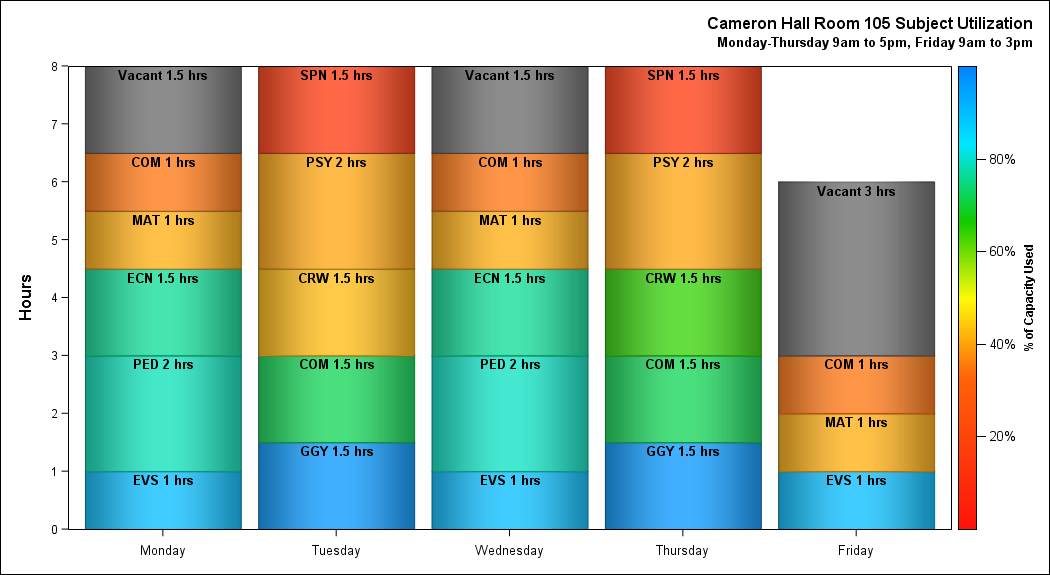 Cameron Hall Room 105 Subject Utilization
Monday-Thursday 9am to 5pm, Friday 9am to 3pm
Hours
8
7
6
5
4
3
2
1
0
Vacant 1.5 hrs
COM 1 hrs
MAT 1 hrs
ECN 1.5 hrs
PED 2 hrs
EVS 1 hrs
Monday
SPN 1.5 hrs
PSY 2 hrs
CRW 1.5 hrs
COM 1.5 hrs
GGY 1.5 hrs
Tuesday
Vacant 1.5 hrs
COM 1 hrs
MAT 1 hrs
ECN 1.5 hrs
PED 2 hrs
EVS 1 hrs
Wednesday
SPN 1.5 hrs
PSY 2 hrs
CRW 1.5 hrs
COM 1.5 hrs
GGY 1.5 hrs
Thursday
Vacant 3 hrs
COM 1 hrs
MAT 1 hrs
EVS 1 hrs
Friday
80%
60%
40%
20%
% of Capacity Used